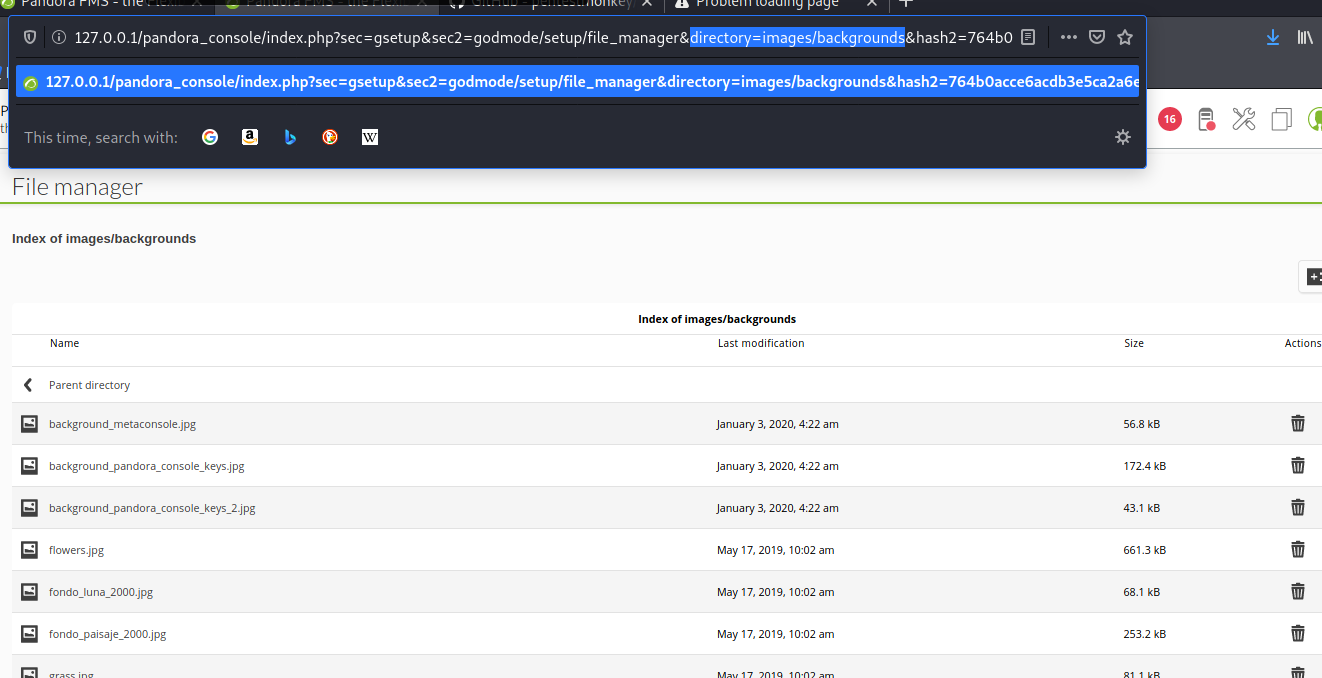 Pandora FMS - the Flexib
Pandora FMS - the Flexib
GitHub - pentestmonkey/
Problem loading page
127.0.0.1/pandora_console/index.php?sec=gsetup&sec2=godmode/setup/file_manager&directory=images/backgrounds&hash2=764b0
127.0.0.1/pandora_console/index.php?sec=gsetup&sec2=godmode/setup/file_manager&directory=images/backgrounds&hash2=764b0acce6acdb3e5ca2a6e
This time, search with:
16
File manager
Index of images/backgrounds
Index of images/backgrounds
Name Last modification Size Actions
Parent directory
background_metaconsole.jpg January 3, 2020, 4:22 am 56.8 kB
background_pandora_console_keys.jpg January 3, 2020, 4:22 am 172.4 kB
background_pandora_console_keys_2.jpg January 3, 2020, 4:22 am 43.1 kB
flowers.jpg May 17, 2019, 10:02 am 661.3 kB
fondo_luna_2000.jpg May 17, 2019, 10:02 am 68.1 kB
fondo_paisaje_2000.jpg May 17, 2019, 10:02 am 253.2 kB
grass.jpg May 17, 2019, 10:02 am 81.1 kB